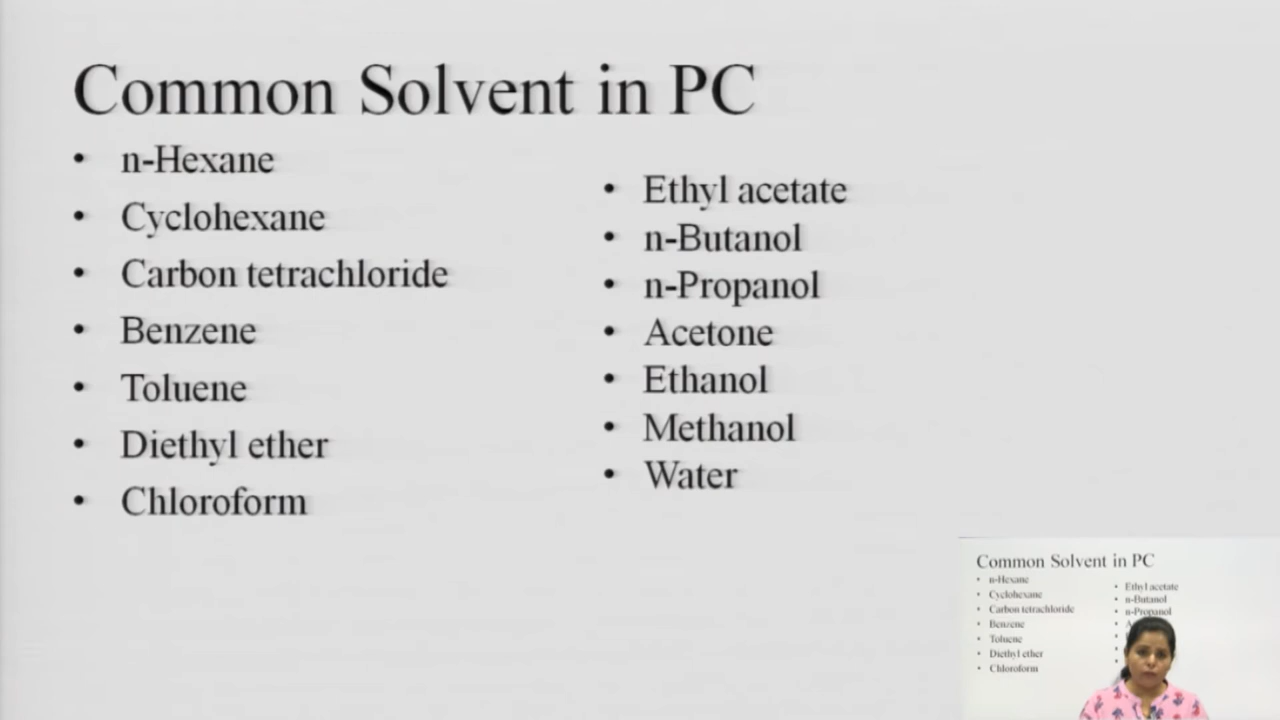 Common Solvent in PC
• n-Hexane
• Cyclohexane
• Carbon tetrachloride
• Benzene
• Toluene
• Diethyl ether
• Chloroform
• Ethyl acetate
• n-Butanol
• n-Propanol
• Acetone
• Ethanol
• Methanol
• Water
Common Solvent in PC
• n-Hexane
• Cyclohexane
• Carbon tetrachloride
• Benzene
• Toluene
• Diethyl ether
• Chloroform
• Ethyl acetate
• n-Butanol
• n-Propanol